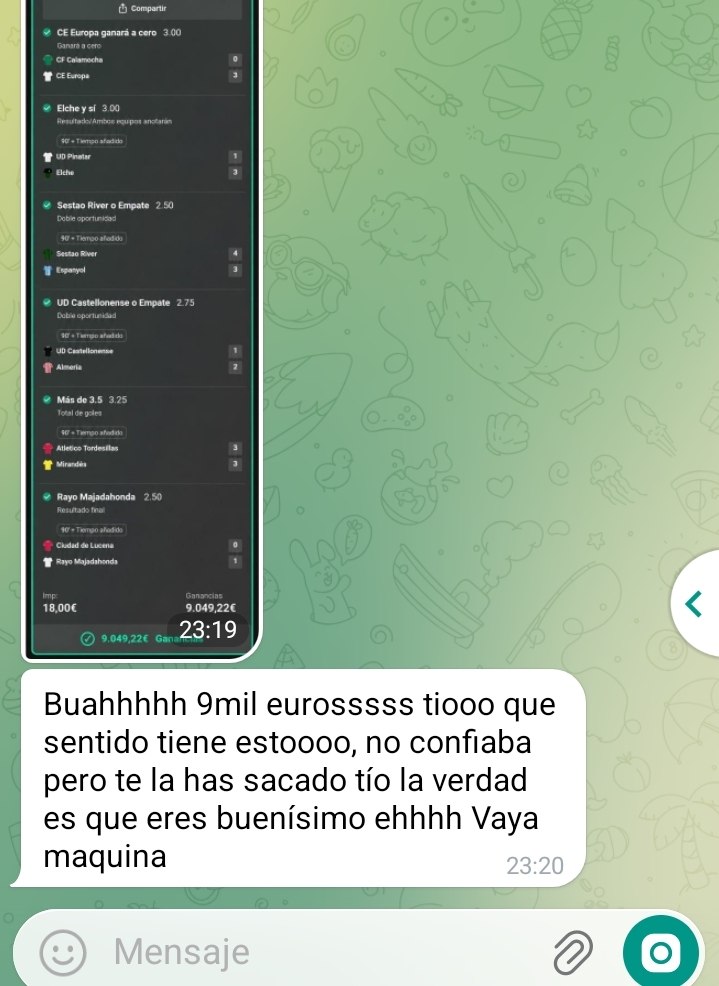 Compartir
CE Europa ganará a cero 3.00
Ganará a cero
CF Calamocha 0
CE Europa 3
Elche y sí 3.00
Resultado/Ambos equipos anotarán
90' + Tiempo añadido
UD Pinatar 1
Elche 3
Sestao River o Empate 2.50
Doble oportunidad
90' + Tiempo añadido
Sestao River 4
Espanyol 3
UD Castellonense o Empate 2.75
Doble oportunidad
90' + Tiempo añadido
UD Castellonense 1
Almería 2
Más de 3.5 3.25
Total de goles
90' + Tiempo añadido
Atletico Tordesillas 3
Mirandés 3
Rayo Majadahonda 2.50
Resultado final
90' + Tiempo añadido
Ciudad de Lucena 0
Rayo Majadahonda 1
Imp: Ganancias
18,00€ 9.049,22€
9.049,22€
23:19
Buahhhhh 9mil eurosssss tiooo que
sentido tiene estoooo, no confiaba
pero te la has sacado tío la verdad
es que eres buenísimo ehhhh Vaya
maquina
23:20
Mensaje